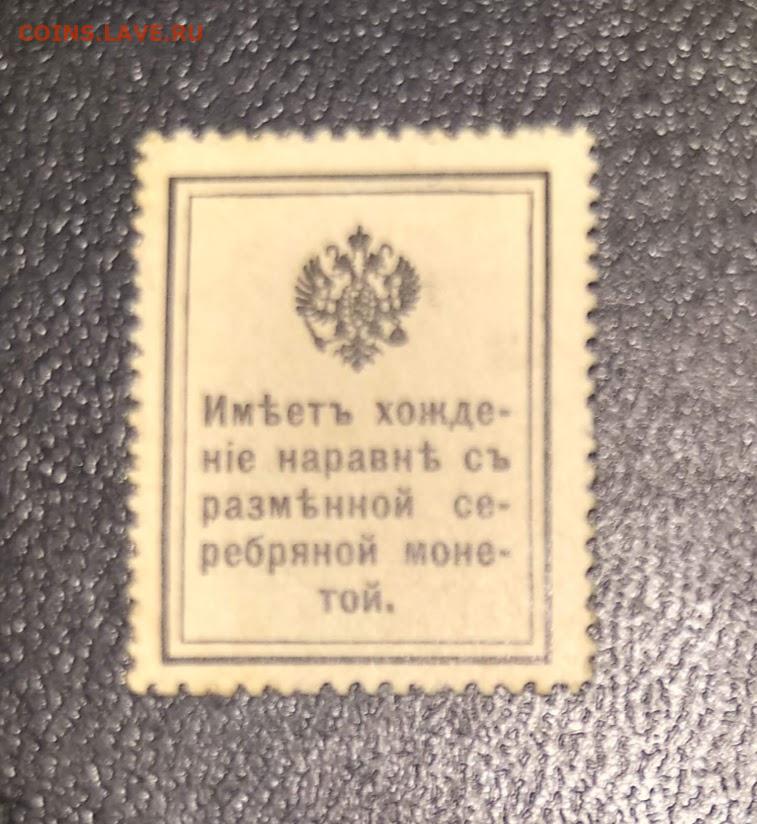 COINS.LAVE.RU
Имѣетъ хожде-
ніе наравнѣ съ
размѣнной се-
ребряной моне-
той.